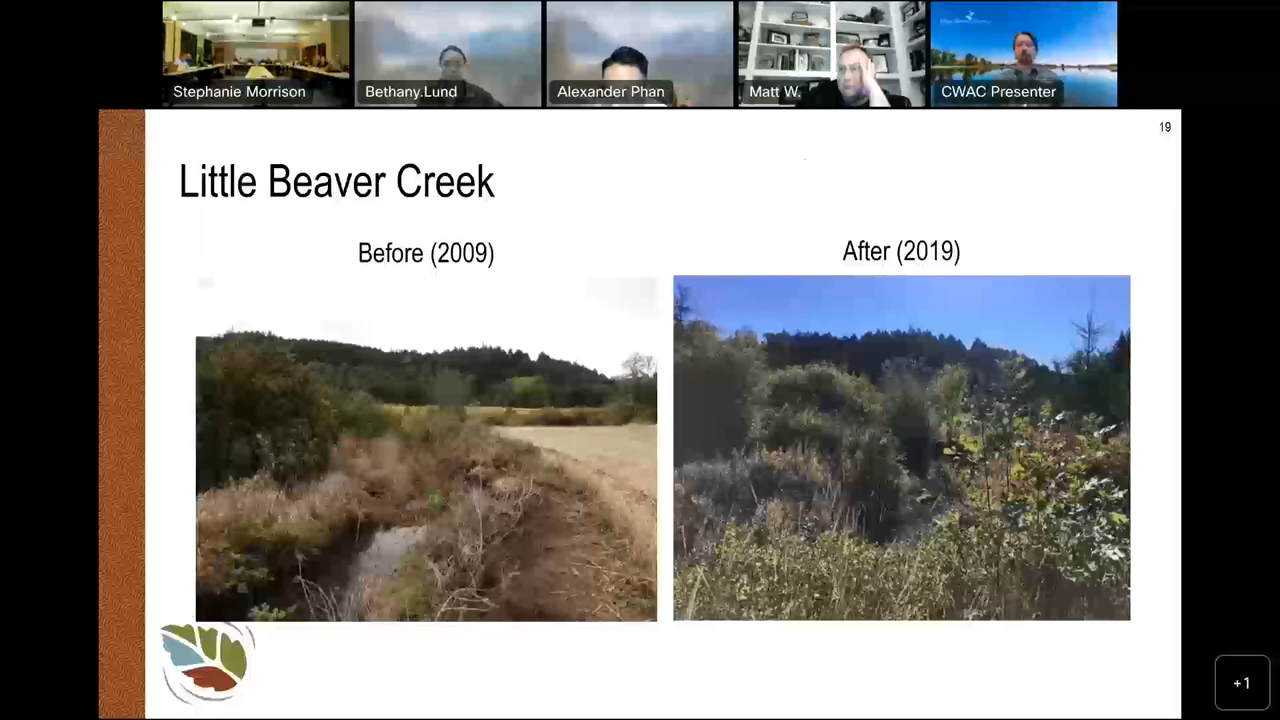 Stephanie Morrison
Bethany.Lund
Alexander Phan
Matt W.
CWAC Presenter
19
Little Beaver Creek
Before (2009)
After (2019)
+1